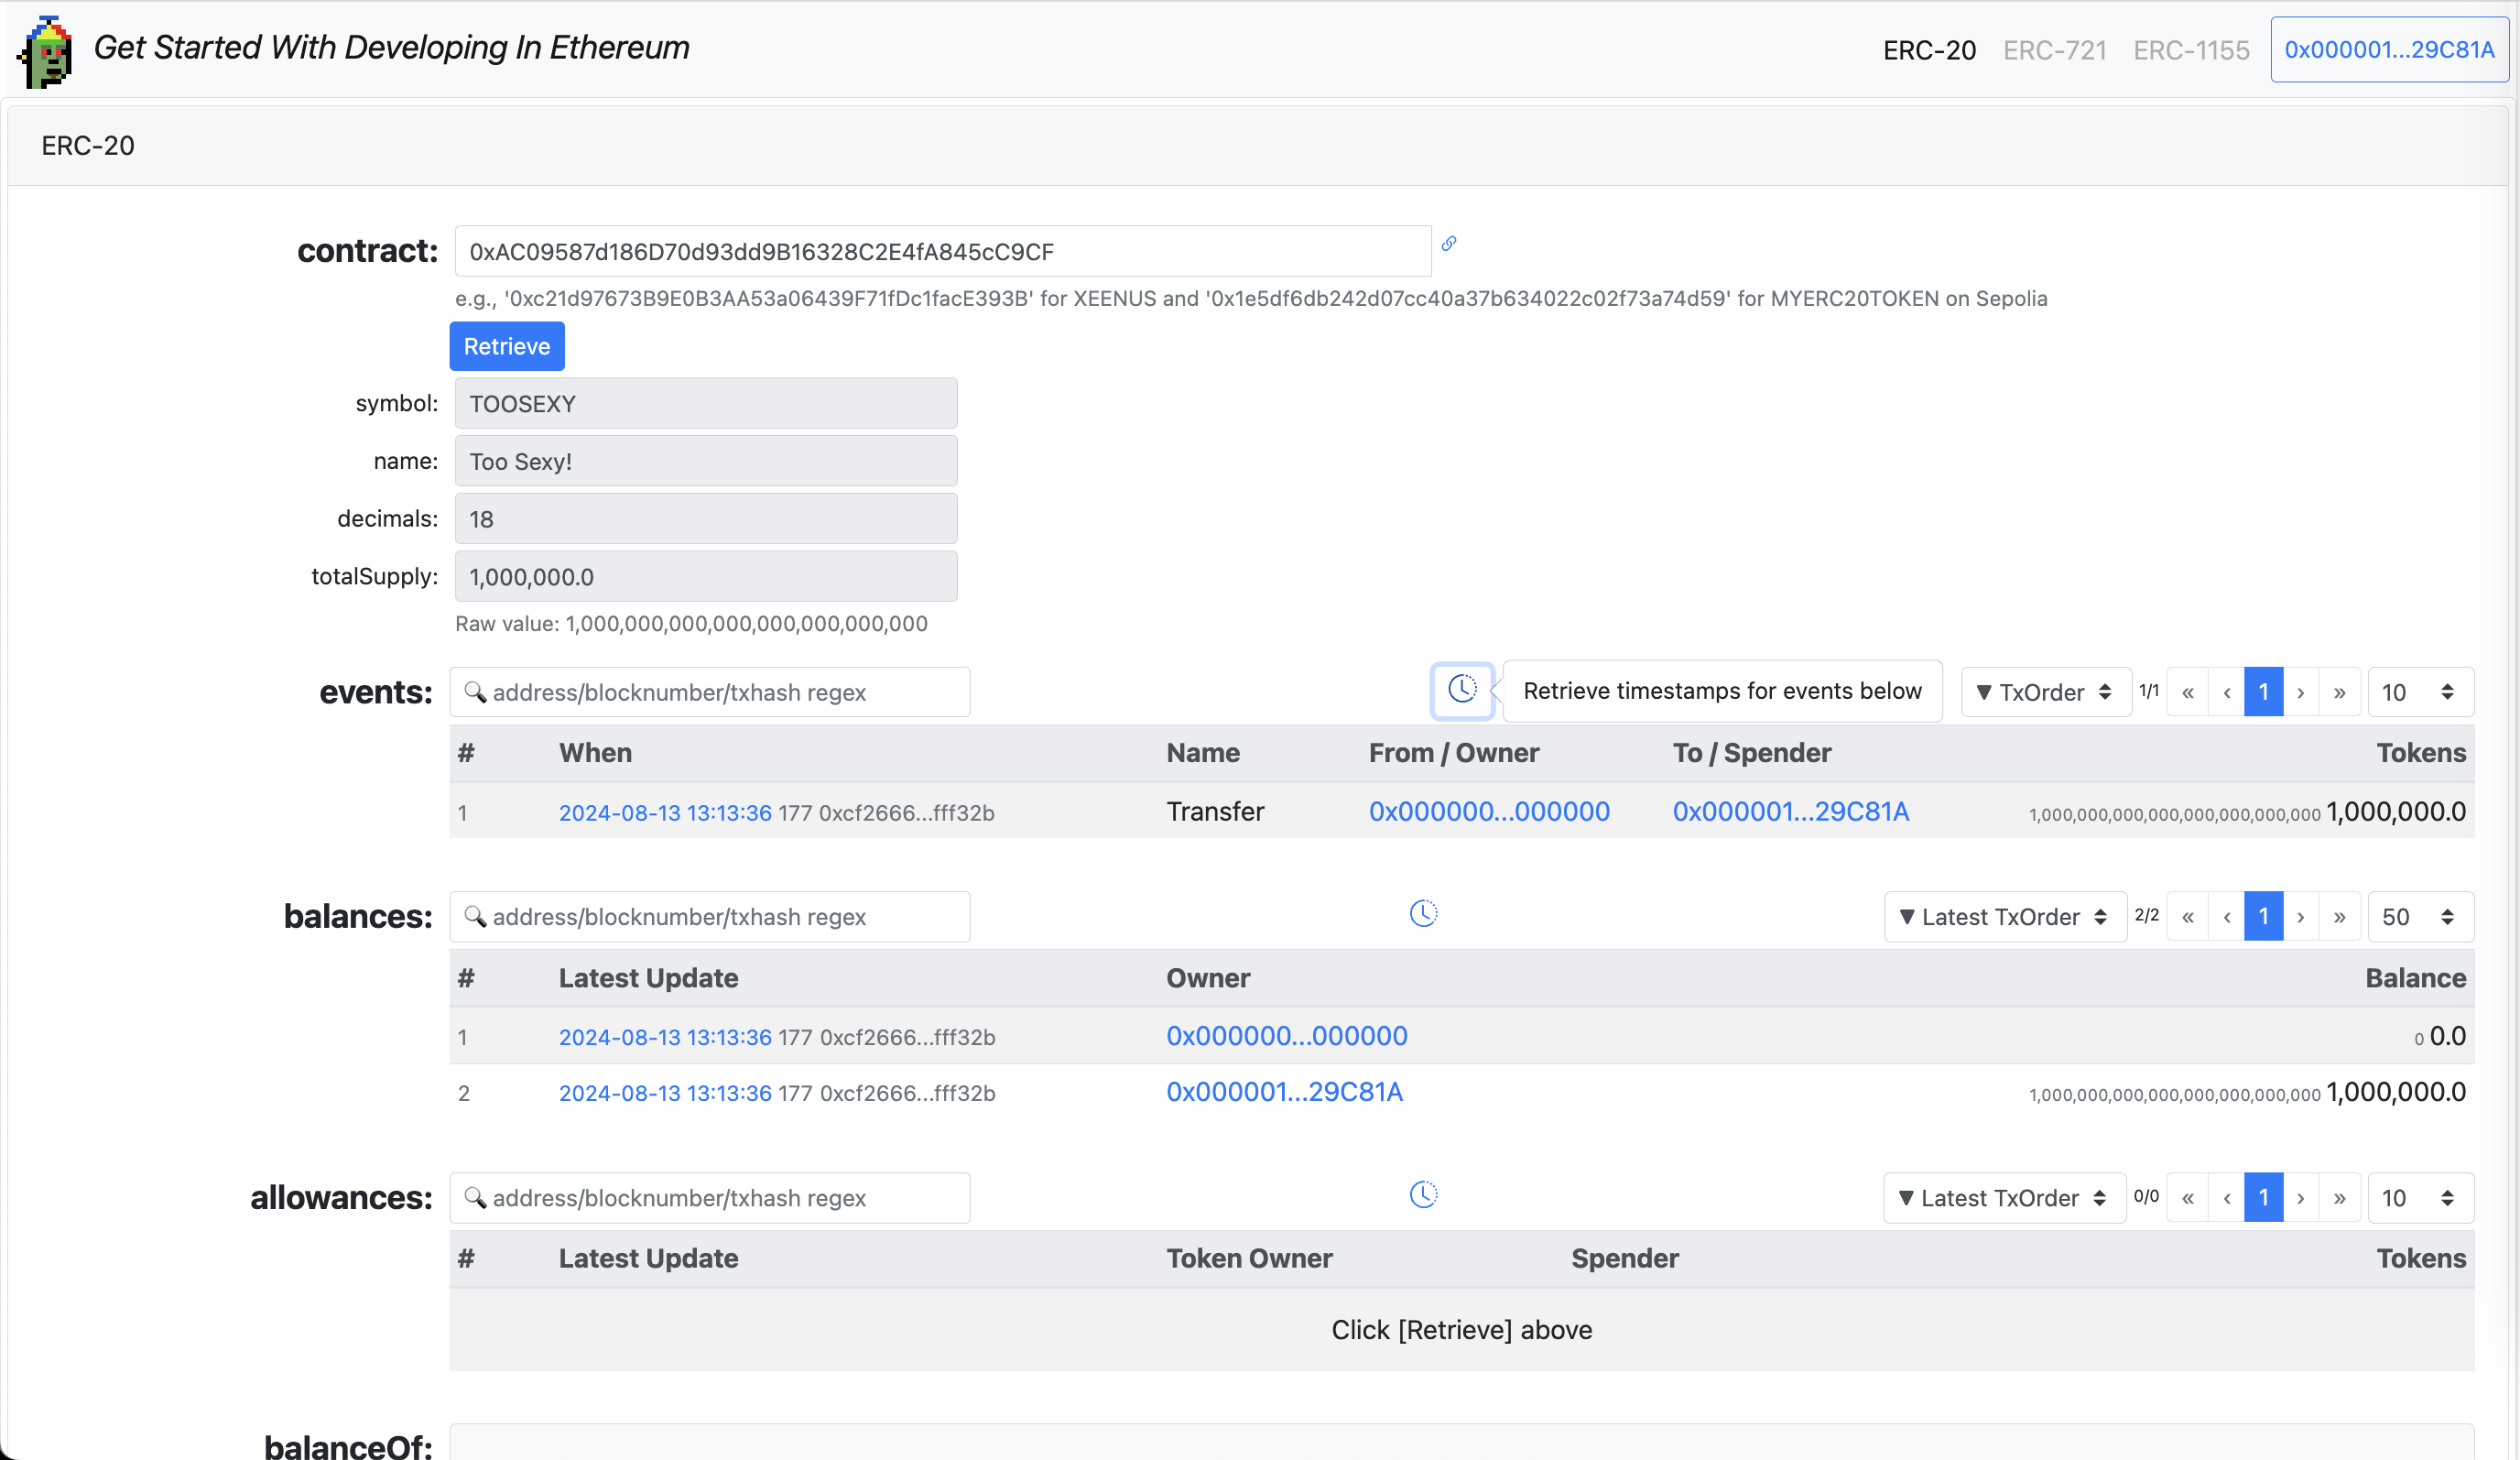 Get Started With Developing In Ethereum
ERC-20 ERC-721 ERC-1155 0x000001...29C81A
ERC-20
contract: 0xAC09587d186D70d93dd9B16328C2E4fA845cC9CF
e.g., '0xc21d97673B9E0B3AA53a06439F71fDc1facE393B' for XEENUS and '0x1e5df6db242d07cc40a37b634022c02f73a74d59' for MYERC20TOKEN on Sepolia
Retrieve
symbol: TOOSEXY
name: Too Sexy!
decimals: 18
totalSupply: 1,000,000.0
Raw value: 1,000,000,000,000,000,000,000,000
events: address/blocknumber/txhash regex Retrieve timestamps for events below ▼ TxOrder 1/1 « ‹ 1 › » 10
# When Name From / Owner To / Spender Tokens
1 2024-08-13 13:13:36 177 0xcf2666...fff32b Transfer 0x000000...000000 0x000001...29C81A 1,000,000,000,000,000,000,000,000 1,000,000.0
balances: address/blocknumber/txhash regex ▼ Latest TxOrder 2/2 « ‹ 1 › » 50
# Latest Update Owner Balance
1 2024-08-13 13:13:36 177 0xcf2666...fff32b 0x000000...000000 0 0.0
2 2024-08-13 13:13:36 177 0xcf2666...fff32b 0x000001...29C81A 1,000,000,000,000,000,000,000,000 1,000,000.0
allowances: address/blocknumber/txhash regex ▼ Latest TxOrder 0/0 « ‹ 1 › » 10
# Latest Update Token Owner Spender Tokens
Click [Retrieve] above
balanceOf: